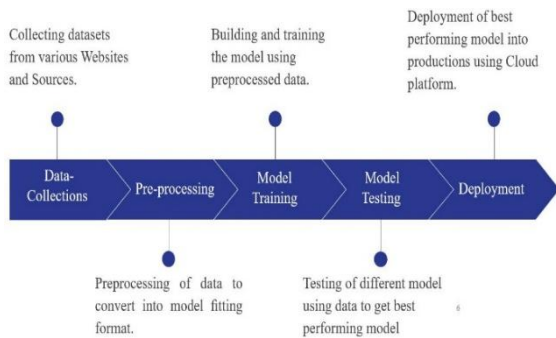 Collecting datasets
from various Websites
and Sources.
Building and training
the model using
preprocessed data.
Deployment of best
performing model into
productions using Cloud
platform.
Data-
Collections
Pre-processing
Model
Training
Model
Testing
Deployment
Preprocessing of data to
convert into model fitting
format.
Testing of different model
using data to get best
performing model